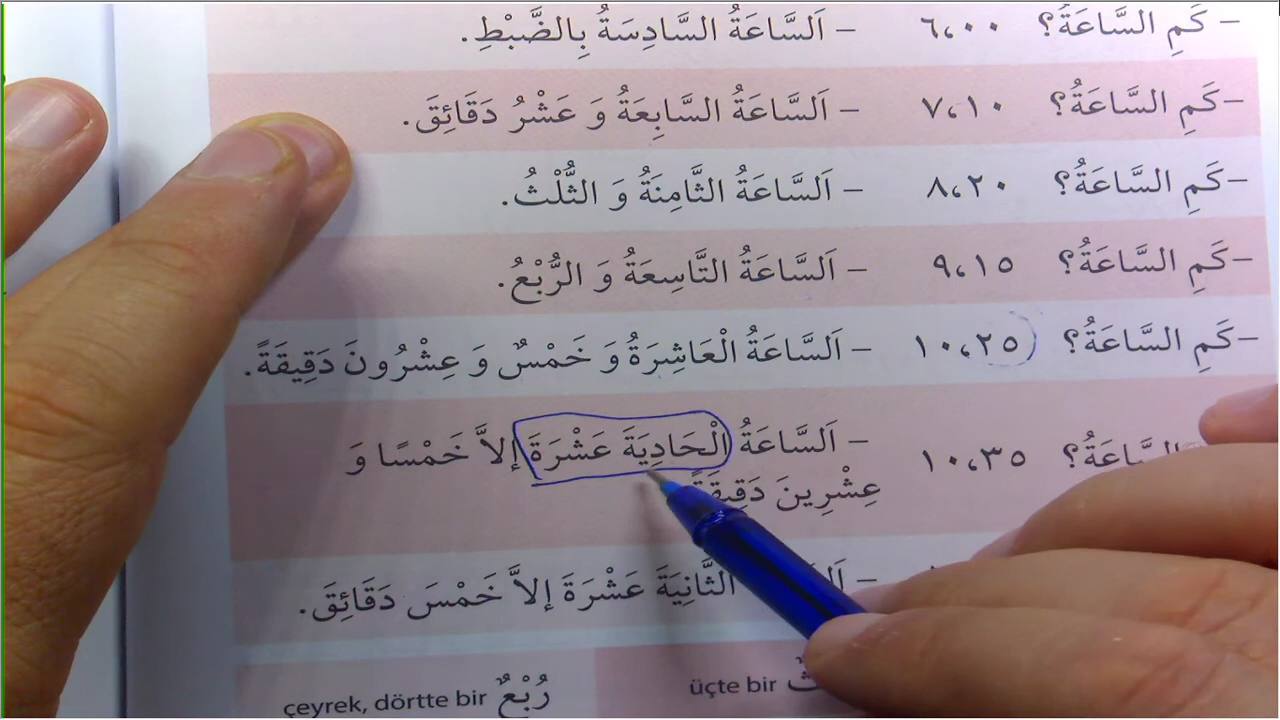 – كَمِ السَّاعَةُ؟ ٦،٠٠ – اَلسَّاعَةُ السَّادِسَةُ بِالضَّبْطِ.
– كَمِ السَّاعَةُ؟ ٧،١٠ – اَلسَّاعَةُ السَّابِعَةُ وَ عَشْرُ دَقَائِقَ.
– كَمِ السَّاعَةُ؟ ٨،٢٠ – اَلسَّاعَةُ الثَّامِنَةُ وَ الثُّلْثُ.
– كَمِ السَّاعَةُ؟ ٩،١٥ – اَلسَّاعَةُ التَّاسِعَةُ وَ الرُّبْعُ.
– كَمِ السَّاعَةُ؟ ١٠،٢٥ – اَلسَّاعَةُ الْعَاشِرَةُ وَ خَمْسٌ وَ عِشْرُونَ دَقِيقَةً.
السَّاعَةُ؟ ١٠،٣٥ – اَلسَّاعَةُ الْحَادِيَةَ عَشْرَةَ إلاَّ خَمْسًا وَ
عِشْرِينَ دَقِيقَةً
– الثَّانِيَةَ عَشْرَةَ إلاَّ خَمْسَ دَقَائِقَ.
üçte bir
رُبْعٌ çeyrek, dörtte bir